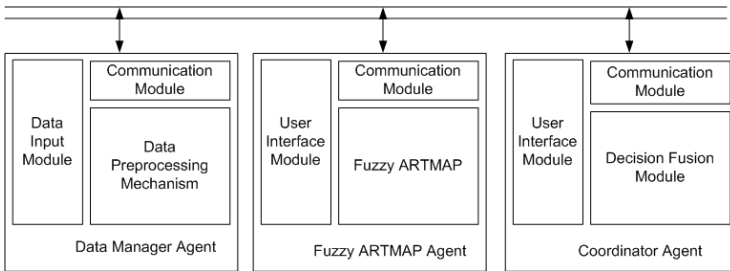 Data
Input
Module
Communication
Module
Data
Preprocessing
Mechanism
Data Manager Agent
User
Interface
Module
Communication
Module
Fuzzy ARTMAP
Fuzzy ARTMAP Agent
User
Interface
Module
Communication
Module
Decision Fusion
Module
Coordinator Agent